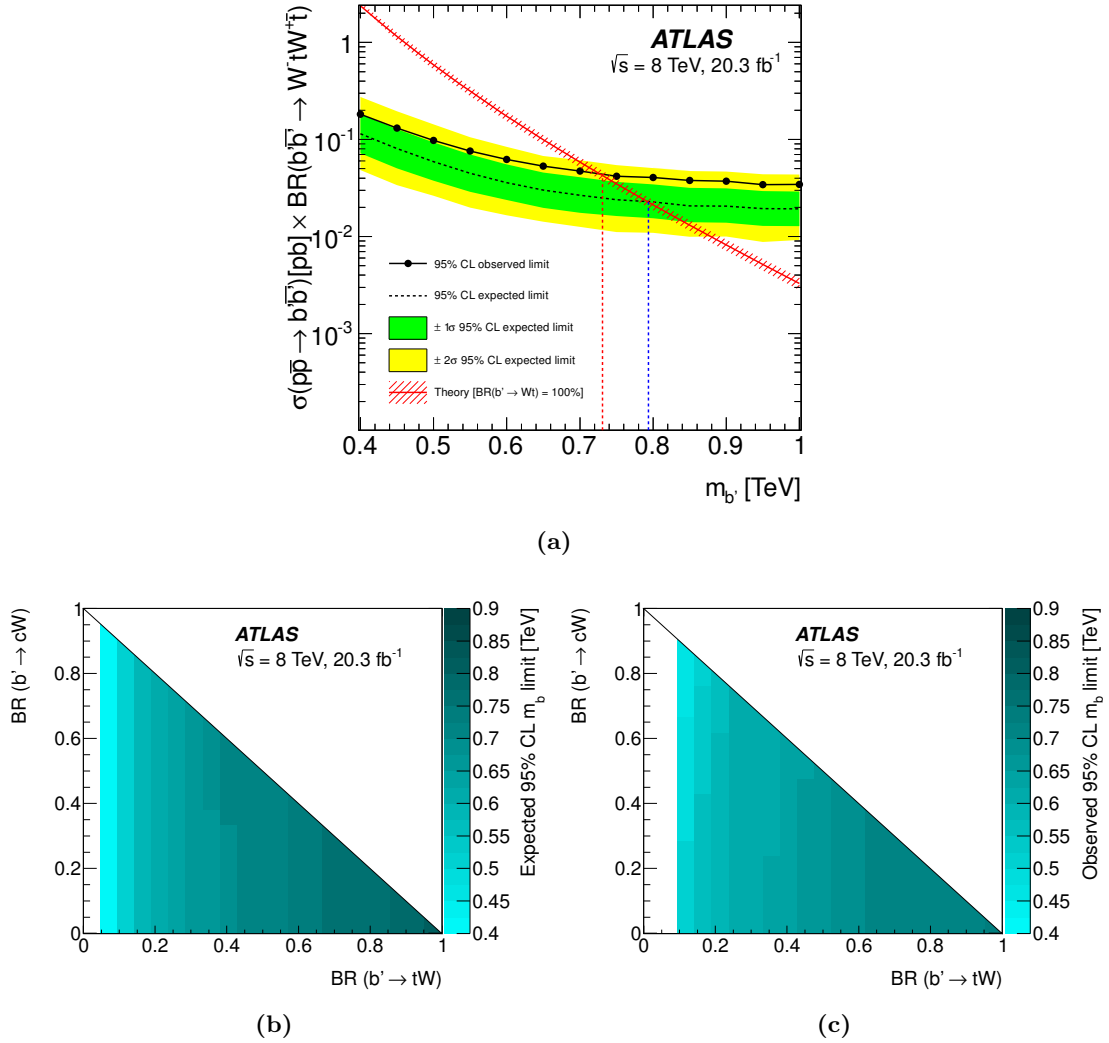 ATLAS
√s = 8 TeV, 20.3 fb⁻¹
σ(pp̅ → b'b̅')[pb] × BR(b'b̅' → W⁻tW⁺t̅)
1
10⁻¹
10⁻²
10⁻³
95% CL observed limit
95% CL expected limit
± 1σ 95% CL expected limit
± 2σ 95% CL expected limit
Theory [BR(b' → Wt) = 100%]
0.4 0.5 0.6 0.7 0.8 0.9 1
m_b' [TeV]
(a)
BR (b' → cW)
1
0.8
0.6
0.4
0.2
0
ATLAS
√s = 8 TeV, 20.3 fb⁻¹
0 0.2 0.4 0.6 0.8 1
BR (b' → tW)
0.9
0.85
0.8
0.75
0.7
0.65
0.6
0.55
0.5
0.45
0.4
Expected 95% CL m_b limit [TeV]
(b)
BR (b' → cW)
1
0.8
0.6
0.4
0.2
0
ATLAS
√s = 8 TeV, 20.3 fb⁻¹
0 0.2 0.4 0.6 0.8 1
BR (b' → tW)
0.9
0.85
0.8
0.75
0.7
0.65
0.6
0.55
0.5
0.45
0.4
Observed 95% CL m_b limit [TeV]
(c)